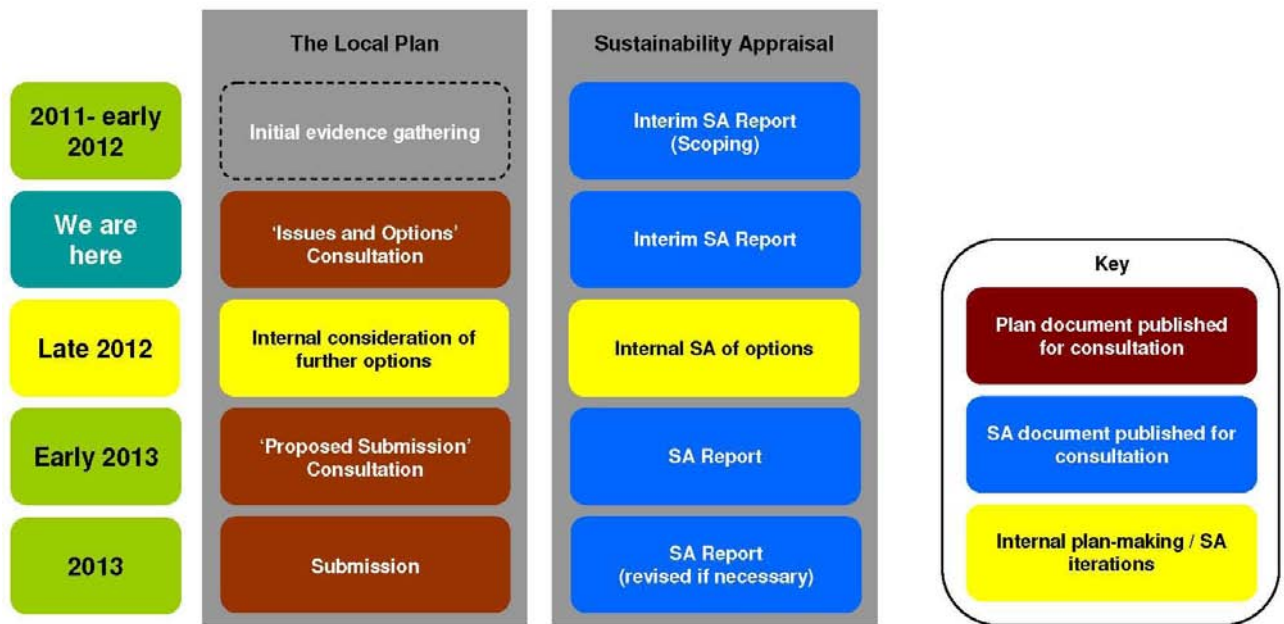 The Local Plan
Sustainability Appraisal
2011- early
2012
Initial evidence gathering
Interim SA Report
(Scoping)
We are
here
‘Issues and Options’
Consultation
Interim SA Report
Late 2012
Internal consideration of
further options
Internal SA of options
Early 2013
‘Proposed Submission’
Consultation
SA Report
2013
Submission
SA Report
(revised if necessary)
Key
Plan document published
for consultation
SA document published for
consultation
Internal plan-making / SA
iterations